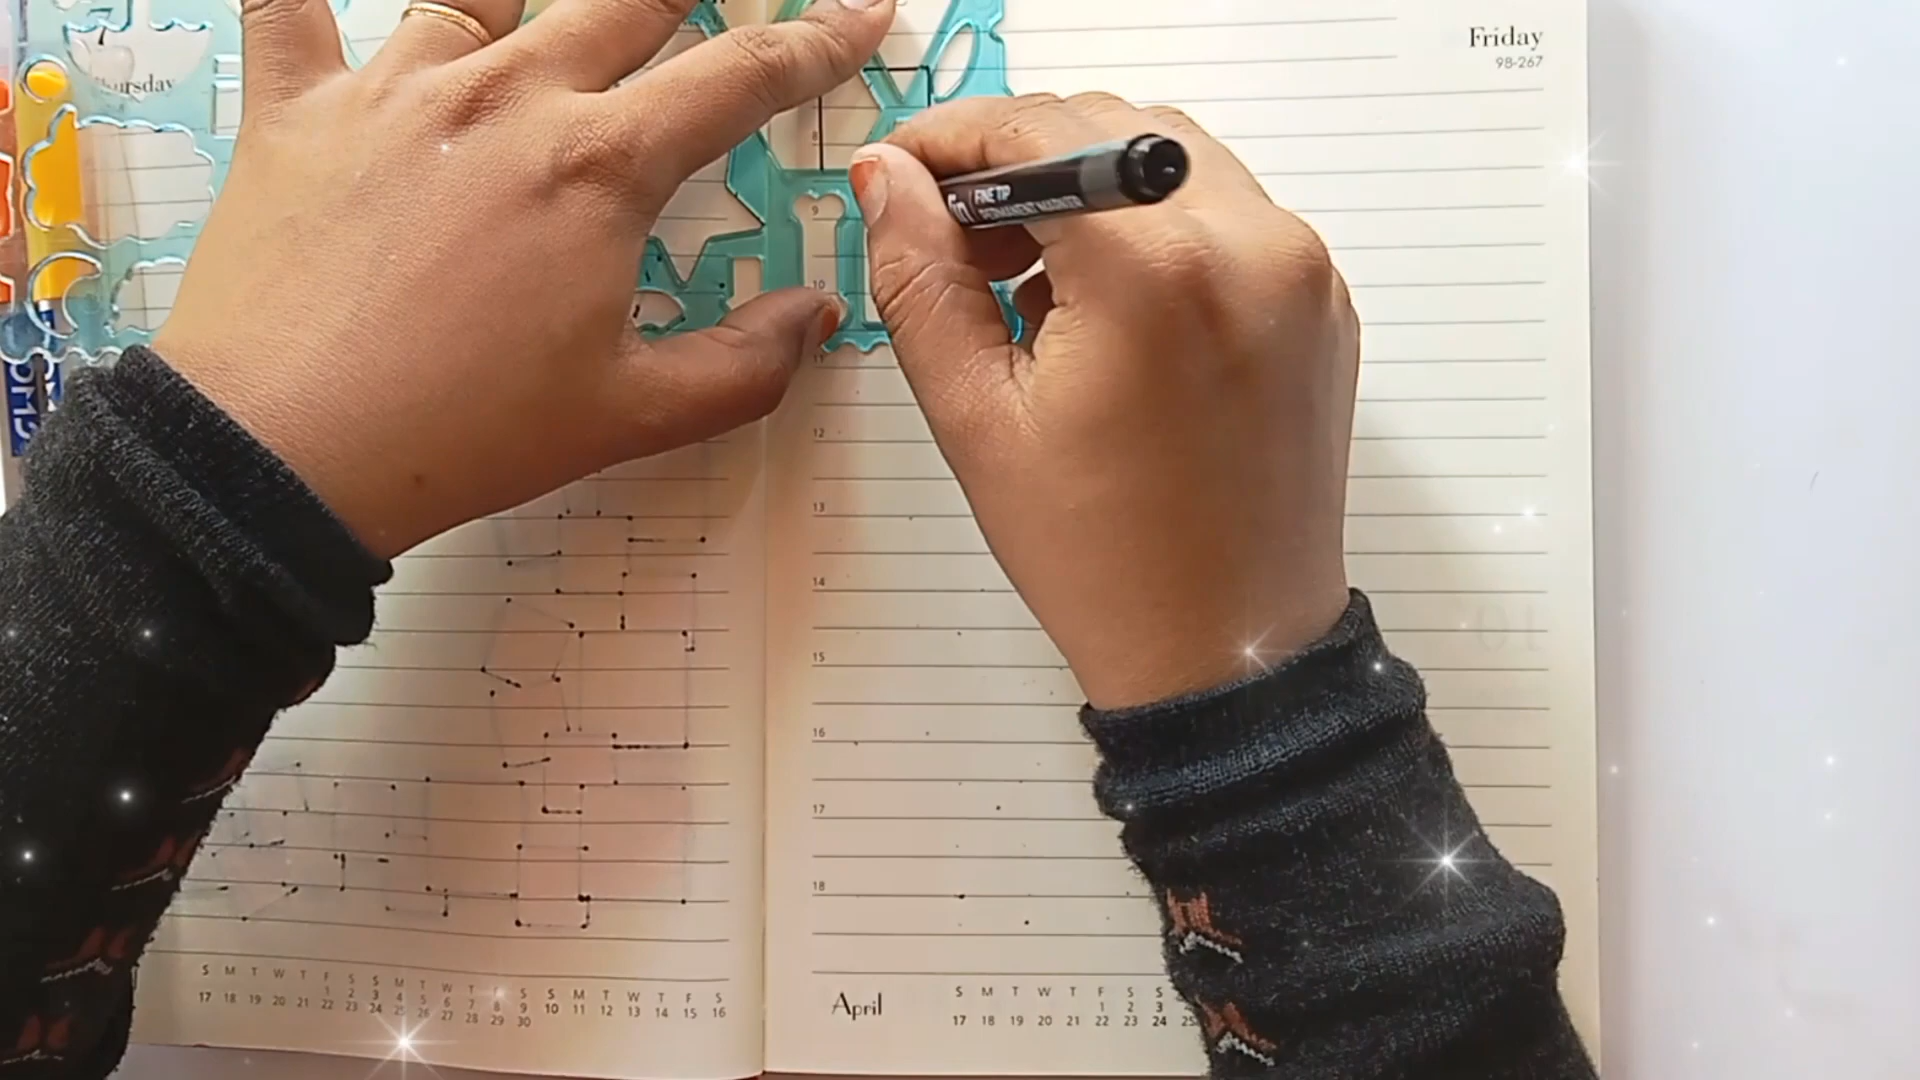 7
Thursday
Friday
98-267
8
9
10
11
12
13
14
15
16
17
18
FINE TIP
PERMANENT MARKER
S M T W T F S S M T W T F S S M T W T F S
1 2 3 4 5 6 7 8 9 10 11 12 13 14 15 16
17 18 19 20 21 22 23 24 25 26 27 28 29 30
April
S M T W T F S S
1 2 3
17 18 19 20 21 22 23 24 25